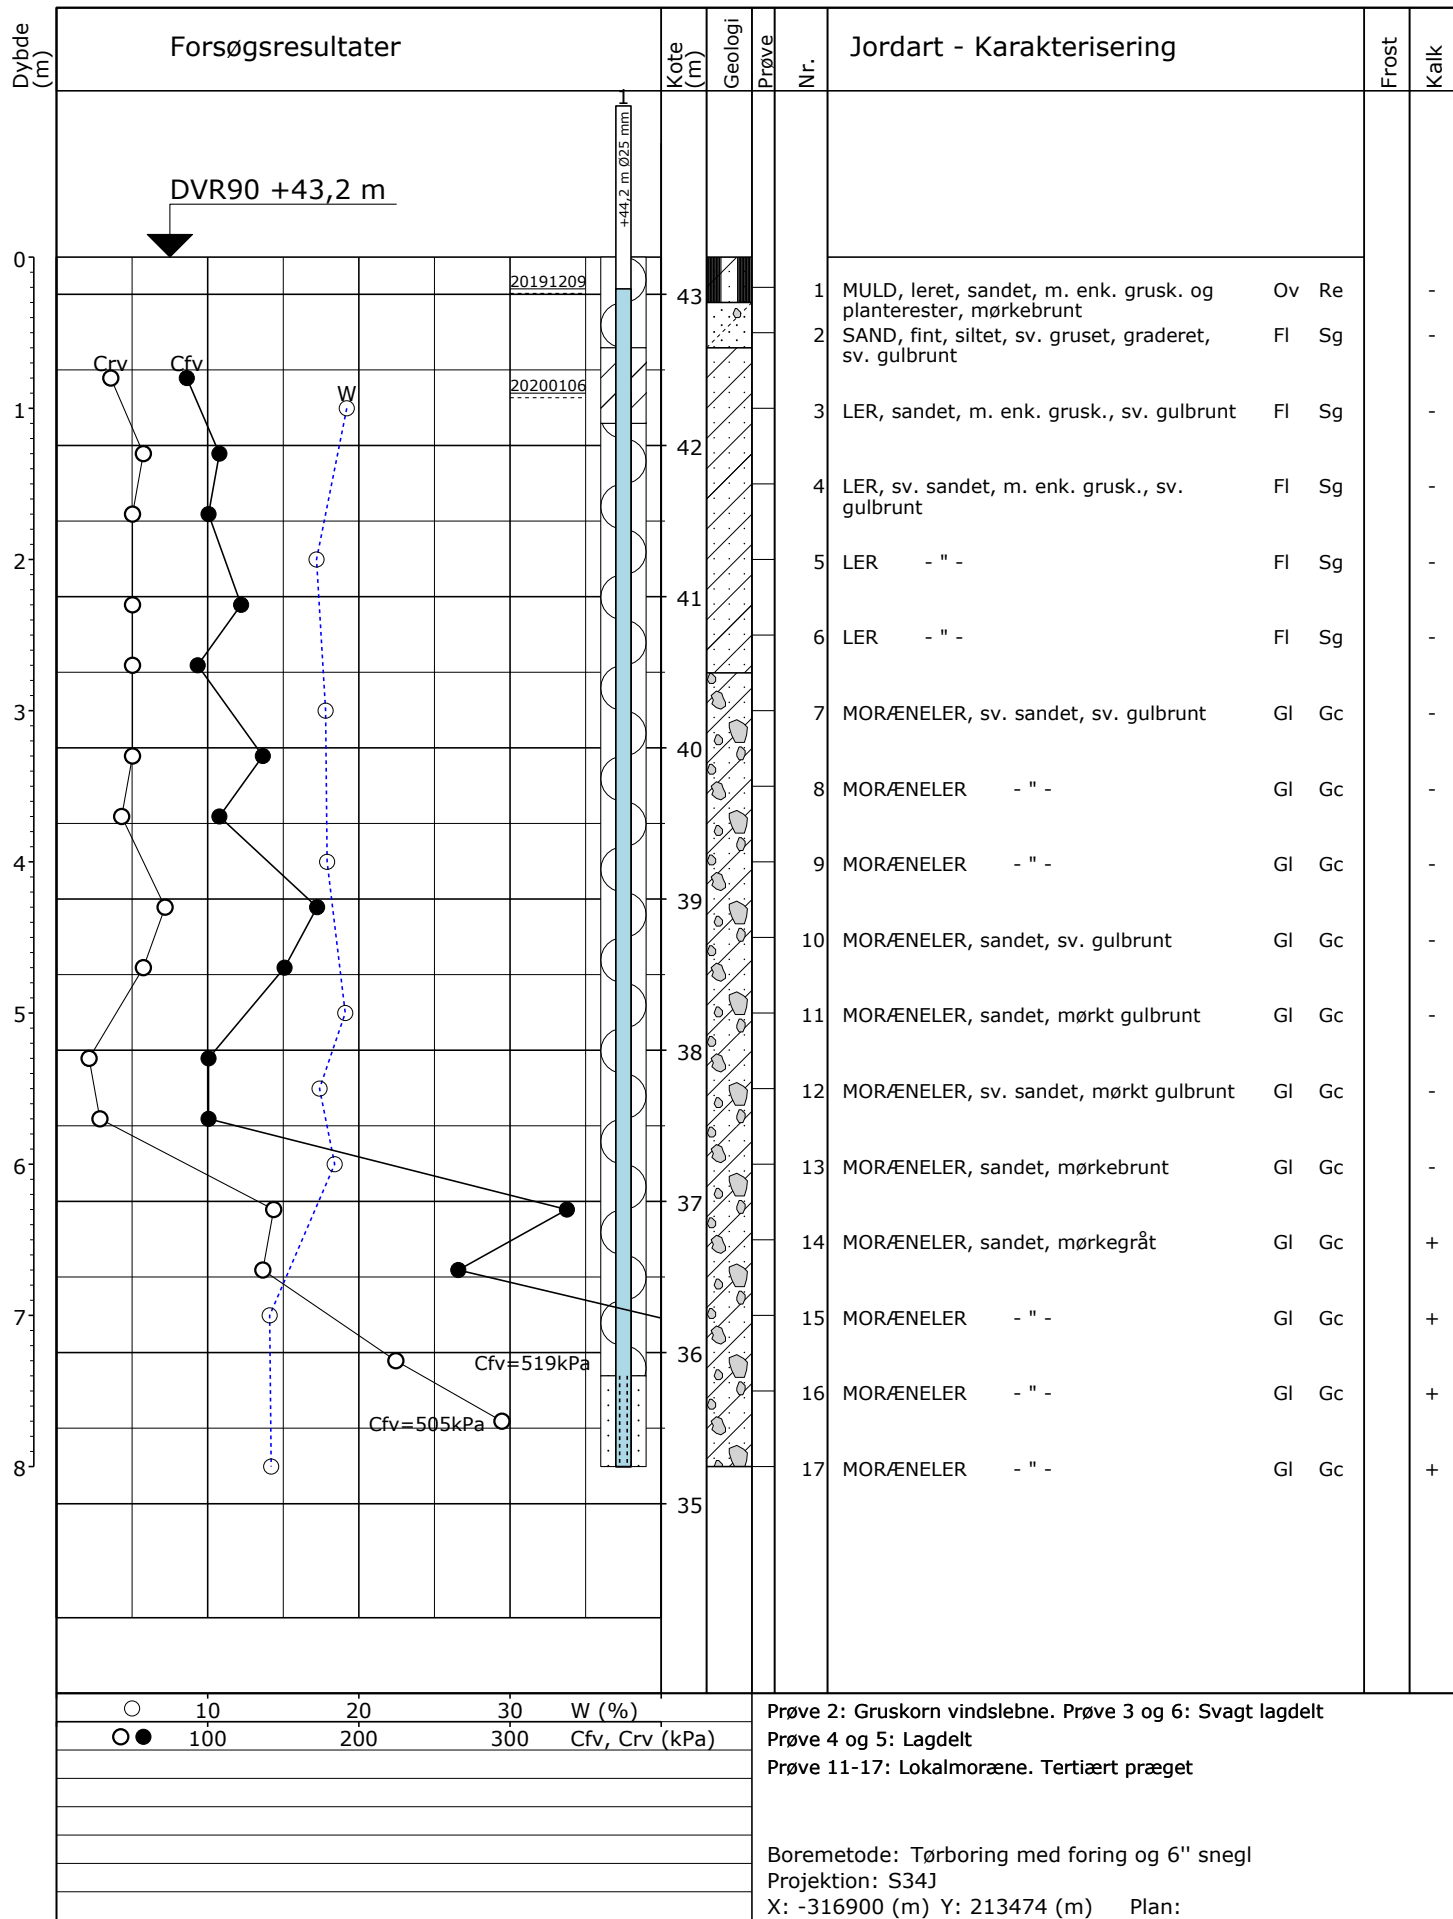 Dybde (m)
Forsøgsresultater
Kote (m)
Geologi
Prøve
Nr.
Jordart - Karakterisering
Frost
Kalk
1
+44,2 m Ø25 mm
DVR90 +43,2 m
0
20191209
43
1 MULD, leret, sandet, m. enk. grusk. og Ov Re -
planterester, mørkebrunt
2 SAND, fint, siltet, sv. gruset, graderet, Fl Sg -
sv. gulbrunt
Crv Cfv
20200106
W
1
3 LER, sandet, m. enk. grusk., sv. gulbrunt Fl Sg -
42
4 LER, sv. sandet, m. enk. grusk., sv. Fl Sg -
gulbrunt
2
5 LER - " - Fl Sg -
41
6 LER - " - Fl Sg -
3
7 MORÆNELER, sv. sandet, sv. gulbrunt Gl Gc -
40
8 MORÆNELER - " - Gl Gc -
4
9 MORÆNELER - " - Gl Gc -
39
10 MORÆNELER, sandet, sv. gulbrunt Gl Gc -
5
11 MORÆNELER, sandet, mørkt gulbrunt Gl Gc -
38
12 MORÆNELER, sv. sandet, mørkt gulbrunt Gl Gc -
6
13 MORÆNELER, sandet, mørkebrunt Gl Gc -
37
14 MORÆNELER, sandet, mørkegråt Gl Gc +
7
15 MORÆNELER - " - Gl Gc +
36
Cfv=519kPa
16 MORÆNELER - " - Gl Gc +
Cfv=505kPa
8
17 MORÆNELER - " - Gl Gc +
35
10 20 30 W (%)
100 200 300 Cfv, Crv (kPa)
Prøve 2: Gruskorn vindslebne. Prøve 3 og 6: Svagt lagdelt
Prøve 4 og 5: Lagdelt
Prøve 11-17: Lokalmoræne. Tertiært præget
Boremetode: Tørboring med foring og 6'' snegl
Projektion: S34J
X: -316900 (m) Y: 213474 (m) Plan: